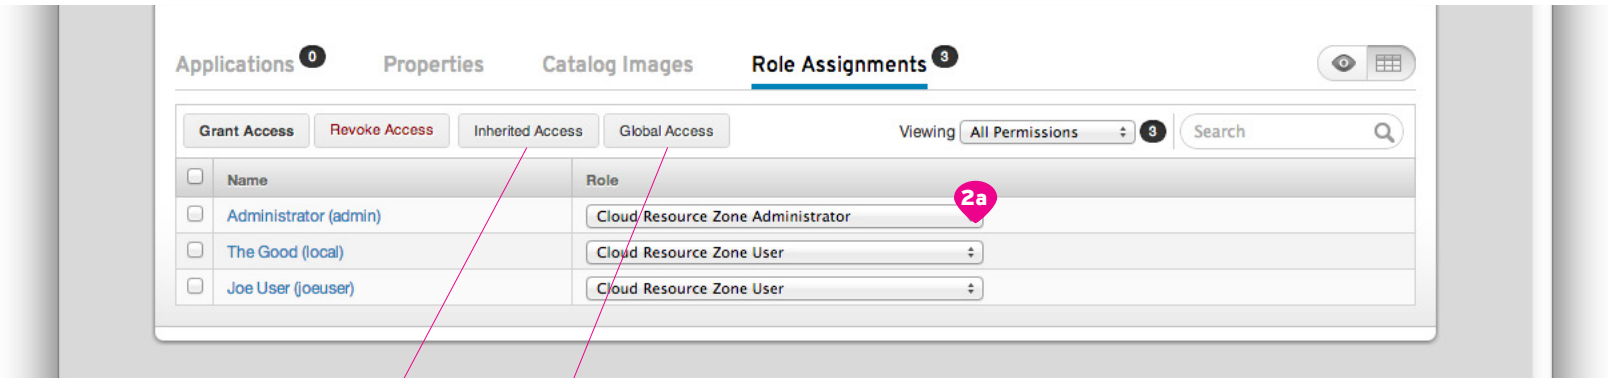 Applications 0 Properties Catalog Images Role Assignments 3
Grant Access Revoke Access Inherited Access Global Access Viewing All Permissions 3 Search
Name Role
Administrator (admin) Cloud Resource Zone Administrator 2a
The Good (local) Cloud Resource Zone User
Joe User (joeuser) Cloud Resource Zone User